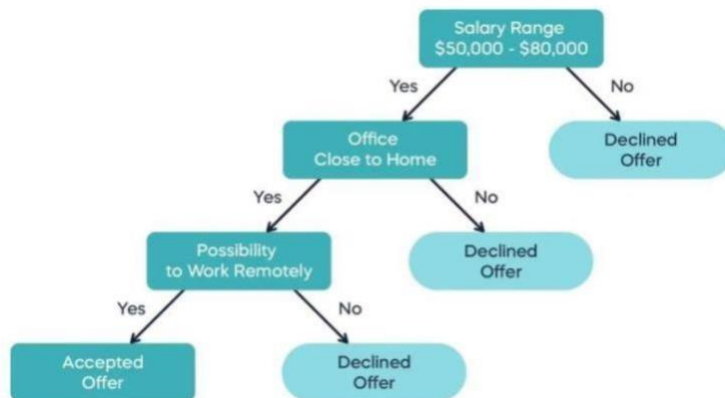 Salary Range
$50,000 - $80,000
Yes
No
Office
Close to Home
Declined
Offer
Yes
No
Possibility
to Work Remotely
Declined
Offer
Yes
No
Accepted
Offer
Declined
Offer